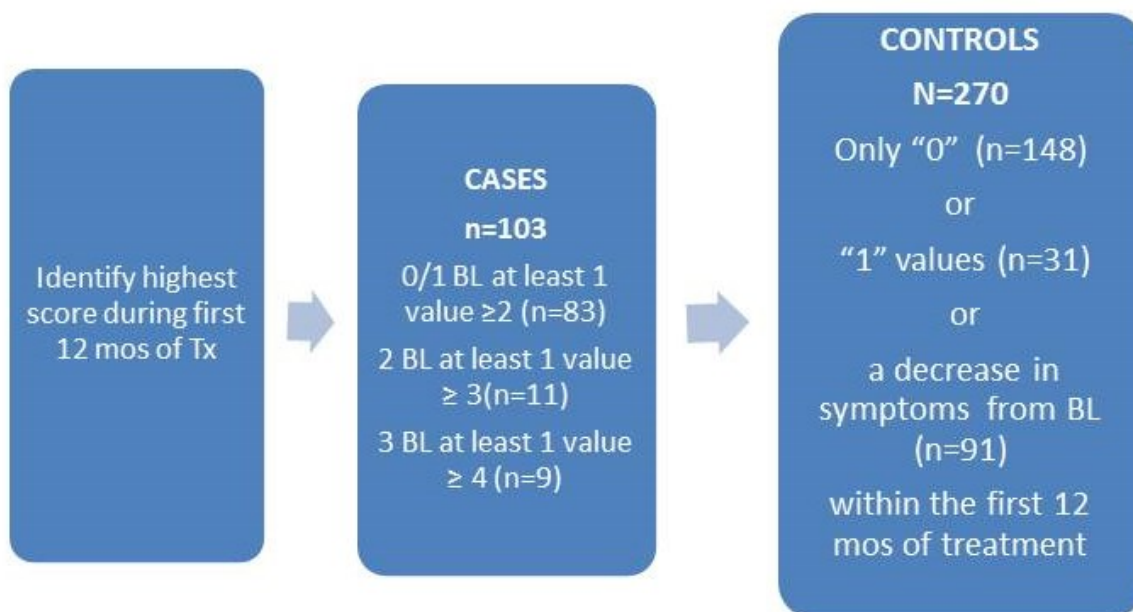 Identify highest
score during first
12 mos of Tx
CASES
n=103
0/1 BL at least 1
value ≥2 (n=83)
2 BL at least 1 value
≥ 3(n=11)
3 BL at least 1 value
≥ 4 (n=9)
CONTROLS
N=270
Only “0” (n=148)
or
“1” values (n=31)
or
a decrease in
symptoms from BL
(n=91)
within the first 12
mos of treatment